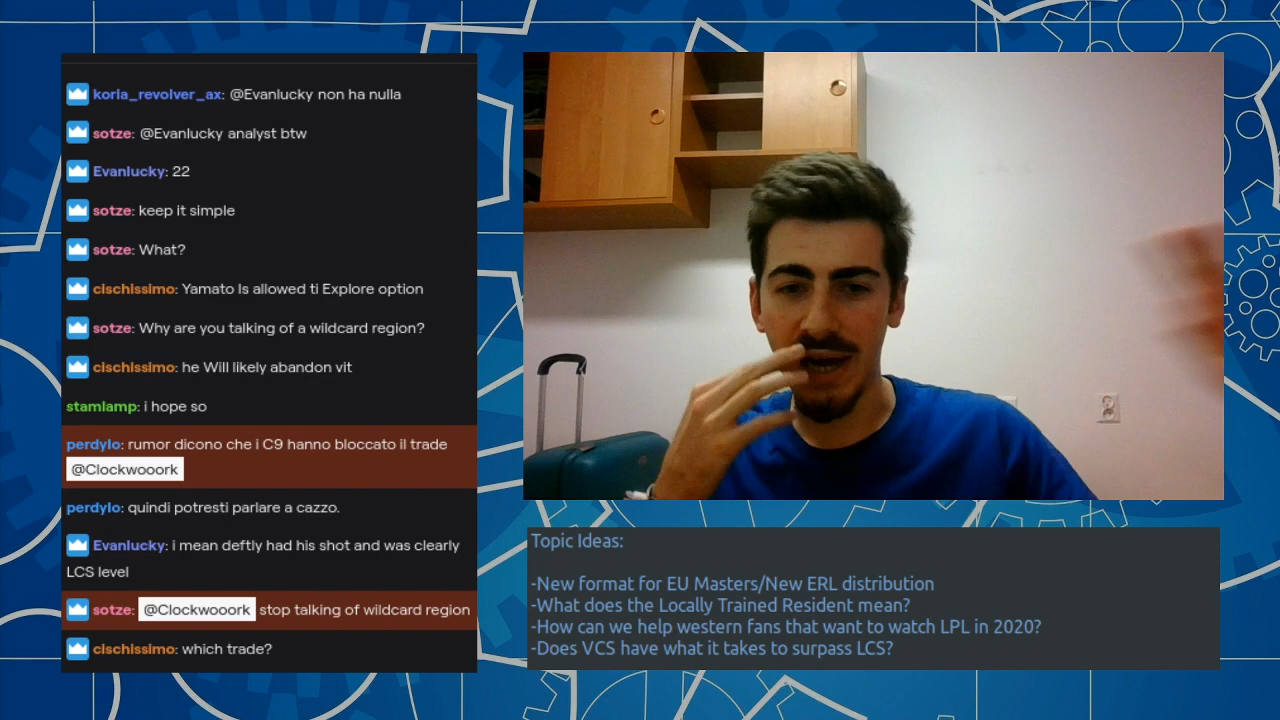 korla_revolver_ax: @Evanlucky non ha nulla
sotze: @Evanlucky analyst btw
Evanlucky: 22
sotze: keep it simple
sotze: What?
cischissimo: Yamato Is allowed ti Explore option
sotze: Why are you talking of a wildcard region?
cischissimo: he Will likely abandon vit
stamlamp: i hope so
perdylo: rumor dicono che i C9 hanno bloccato il trade
@Clockwooork
perdylo: quindi potresti parlare a cazzo.
Evanlucky: i mean deftly had his shot and was clearly
LCS level
sotze: @Clockwooork stop talking of wildcard region
cischissimo: which trade?
Topic Ideas:
-New format for EU Masters/New ERL distribution
-What does the Locally Trained Resident mean?
-How can we help western fans that want to watch LPL in 2020?
-Does VCS have what it takes to surpass LCS?